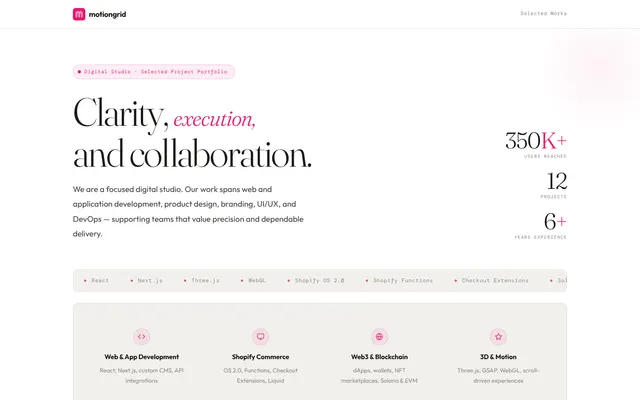 motiongrid
Selected Works
Digital Studio · Selected Project Portfolio
Clarity, execution,
and collaboration.
We are a focused digital studio. Our work spans web and
application development, product design, branding, UI/UX, and
DevOps — supporting teams that value precision and dependable
delivery.
350K+
USERS REACHED
12
PROJECTS
6+
YEARS EXPERIENCE
React
Next.js
Three.js
WebGL
Shopify OS 2.0
Shopify Functions
Checkout Extensions
Sol
Web & App Development
React, Next.js, custom CMS, API
integrations
Shopify Commerce
OS 2.0, Functions, Checkout
Extensions, Liquid
Web3 & Blockchain
dApps, wallets, NFT
marketplaces, Solana & EVM
3D & Motion
Three.js, GSAP, WebGL, scroll-
driven experiences